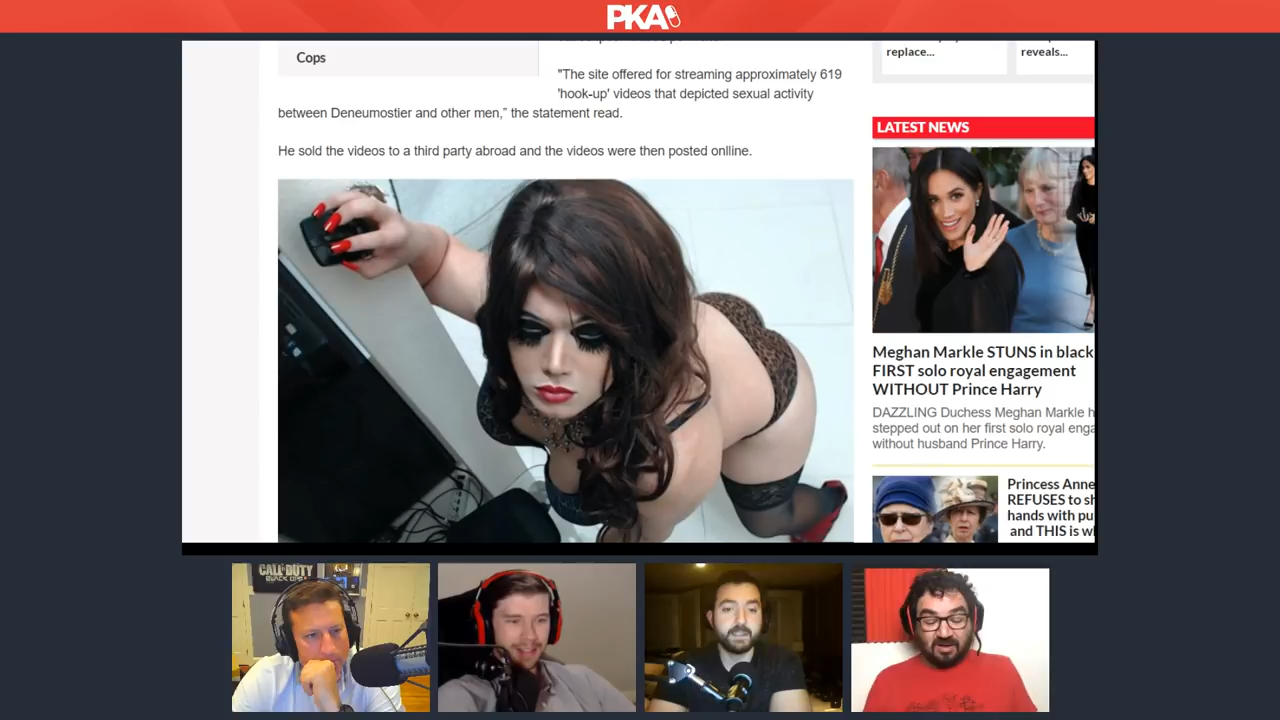 PKA
Cops
"The site offered for streaming approximately 619
'hook-up' videos that depicted sexual activity
between Deneumostier and other men,” the statement read.
He sold the videos to a third party abroad and the videos were then posted onlline.
replace...
reveals...
LATEST NEWS
Meghan Markle STUNS in black
FIRST solo royal engagement
WITHOUT Prince Harry
DAZZLING Duchess Meghan Markle h
stepped out on her first solo royal enga
without husband Prince Harry.
Princess Anne
REFUSES to sh
hands with pu
and THIS is w
CALL OF DUTY
BLACK OPS